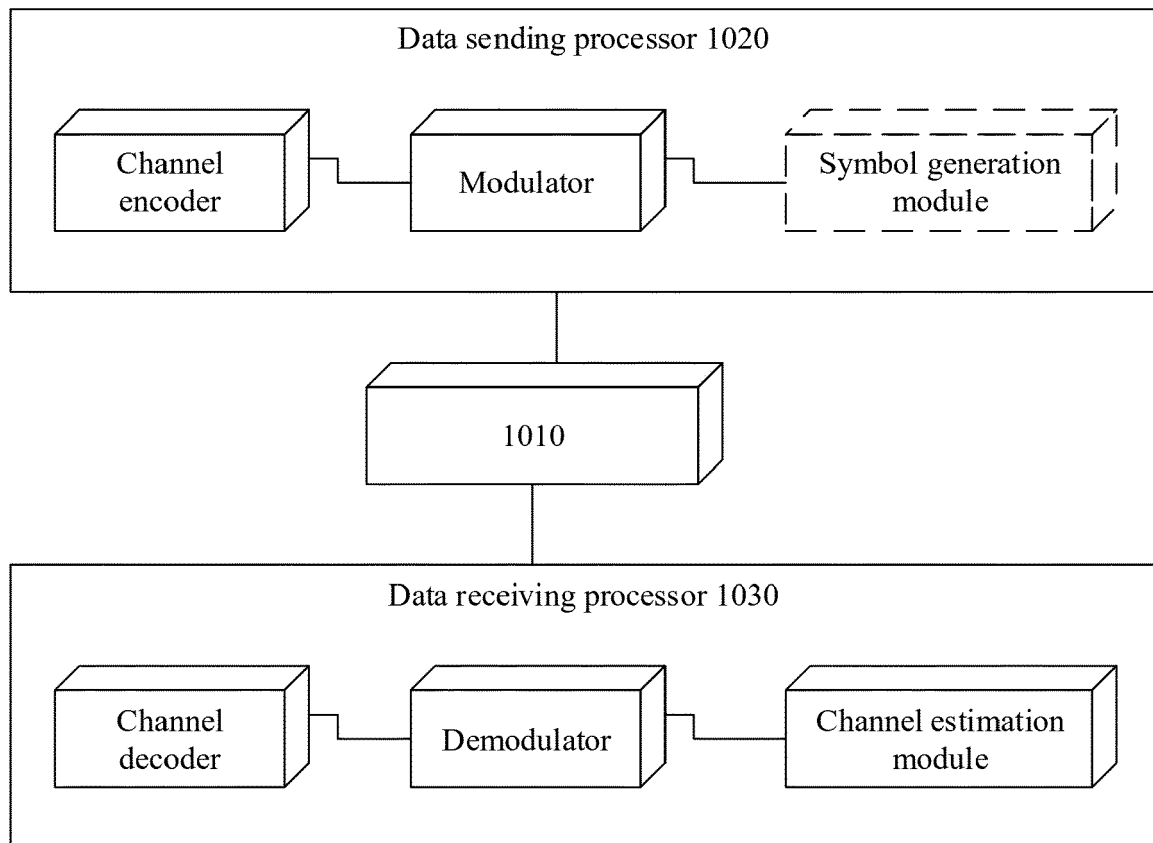 Data sending processor 1020
Channel
encoder
Modulator
Symbol generation
module
1010
Data receiving processor 1030
Channel
decoder
Demodulator
Channel estimation
module